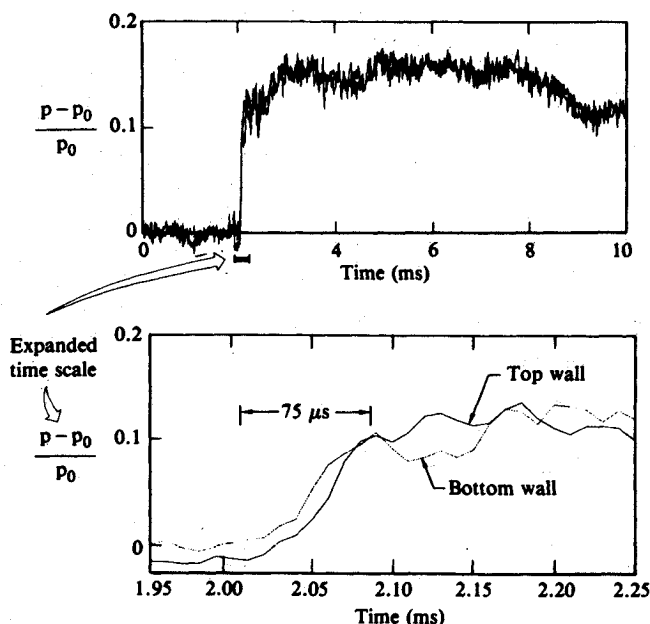 0.2
p – p0
p0
0.1
0
0
2
4
6
8
10
Time (ms)
Expanded
time scale
0.2
75 μs
Top wall
p – p0
p0
0.1
Bottom wall
0
1.95
2.00
2.05
2.10
2.15
2.20
2.25
Time (ms)